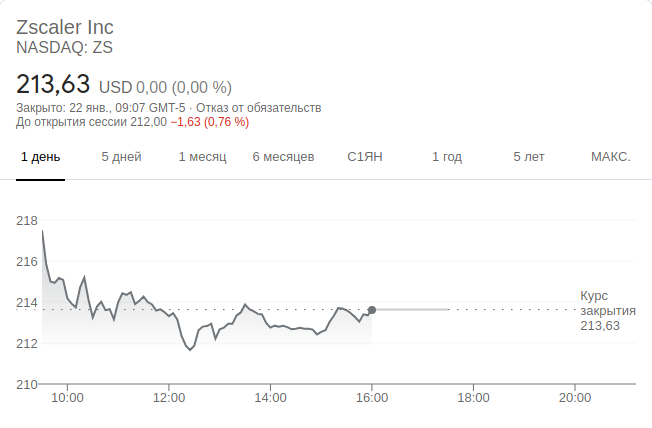 Zscaler Inc
NASDAQ: ZS
213,63 USD 0,00 (0,00 %)
Закрыто: 22 янв., 09:07 GMT-5 · Отказ от обязательств
До открытия сессии 212,00 −1,63 (0,76 %)
1 день 5 дней 1 месяц 6 месяцев С1ЯН 1 год 5 лет МАКС.
218
216
214
212
210
Курс
закрытия
213,63
10:00 12:00 14:00 16:00 18:00 20:00